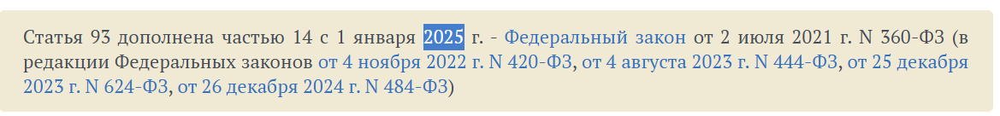 Статья 93 дополнена частью 14 с 1 января 2025 г. - Федеральный закон от 2 июля 2021 г. N 360-ФЗ (в
редакции Федеральных законов от 4 ноября 2022 г. N 420-ФЗ, от 4 августа 2023 г. N 444-ФЗ, от 25 декабря
2023 г. N 624-ФЗ, от 26 декабря 2024 г. N 484-ФЗ)